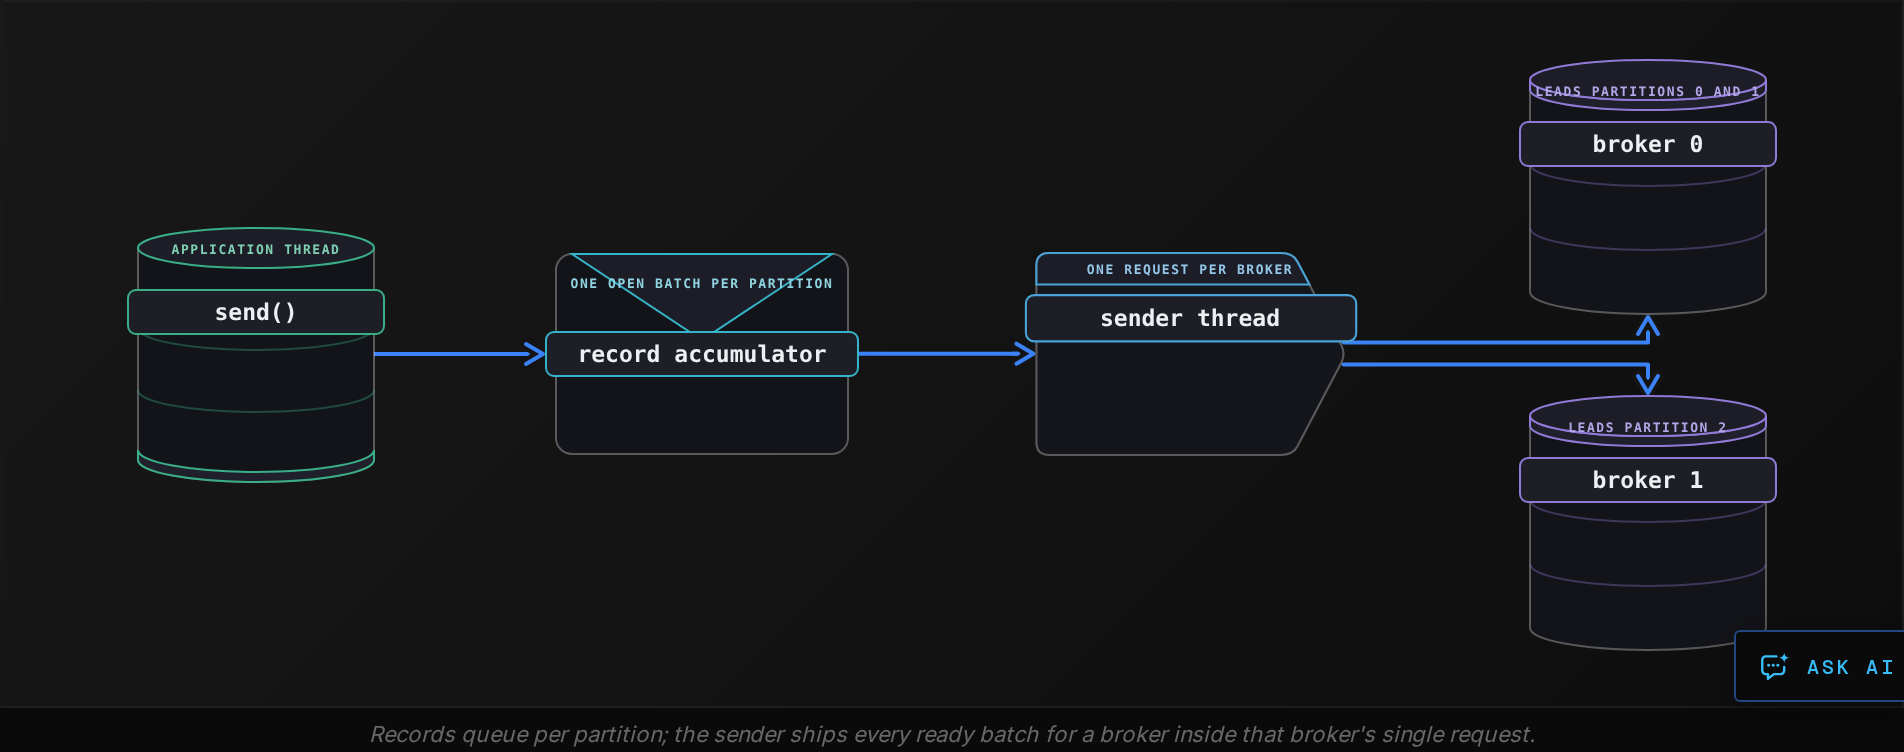 APPLICATION THREAD
send()
ONE OPEN BATCH PER PARTITION
record accumulator
ONE REQUEST PER BROKER
sender thread
LEADS PARTITIONS 0 AND 1
broker 0
LEADS PARTITION 2
broker 1
ASK AI
Records queue per partition; the sender ships every ready batch for a broker inside that broker's single request.